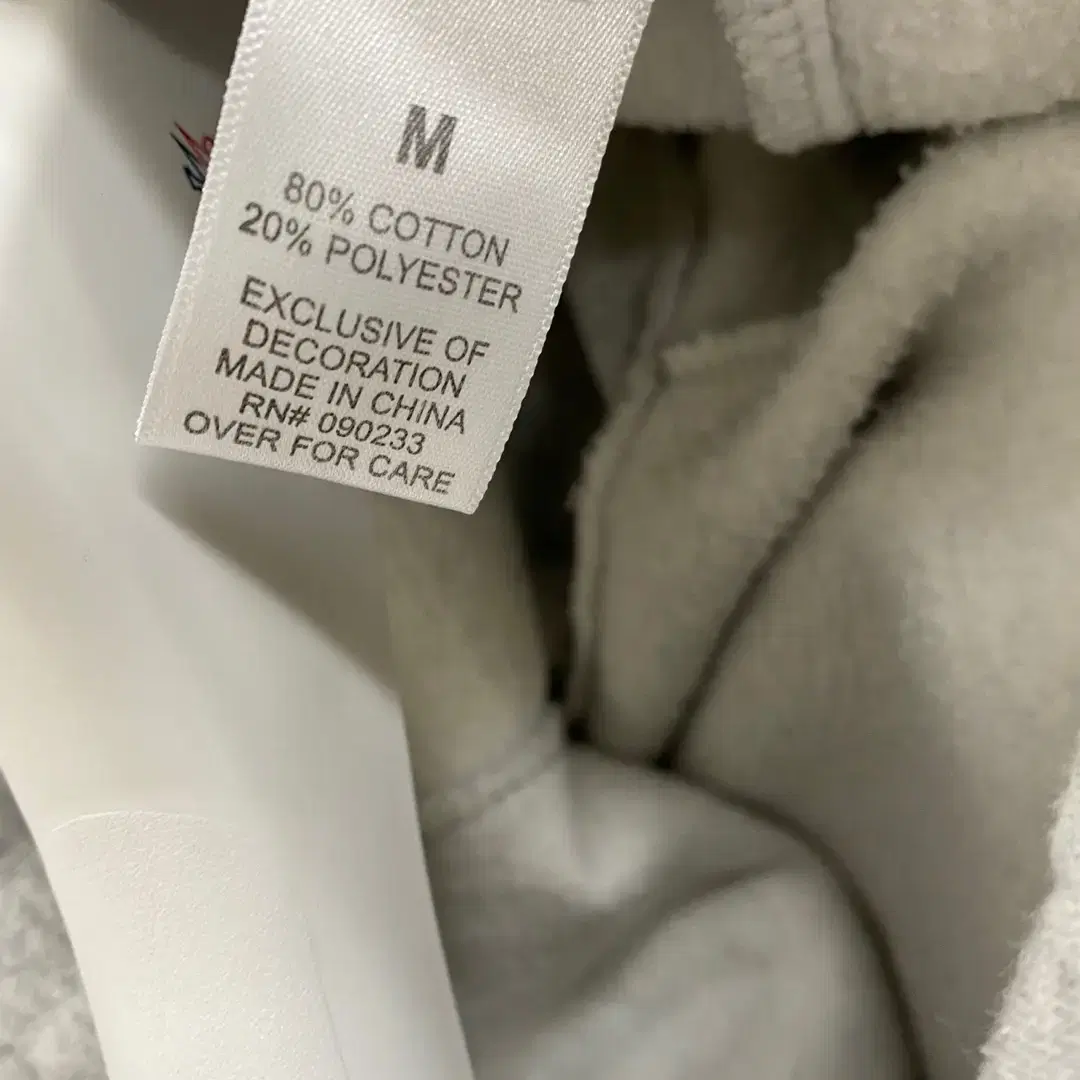 M
80% COTTON
20% POLYESTER
EXCLUSIVE OF
DECORATION
MADE IN CHINA
RN# 090233
OVER FOR CARE